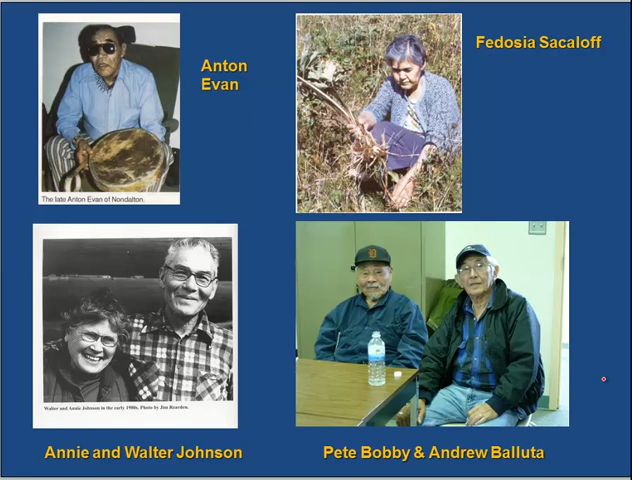 Anton
Evan
Fedosia Sacaloff
The late Anton Evan of Nondalton.
Walter and Annie Johnson in the early 1980s. Photo by Jim Rearden.
Annie and Walter Johnson
Pete Bobby & Andrew Balluta